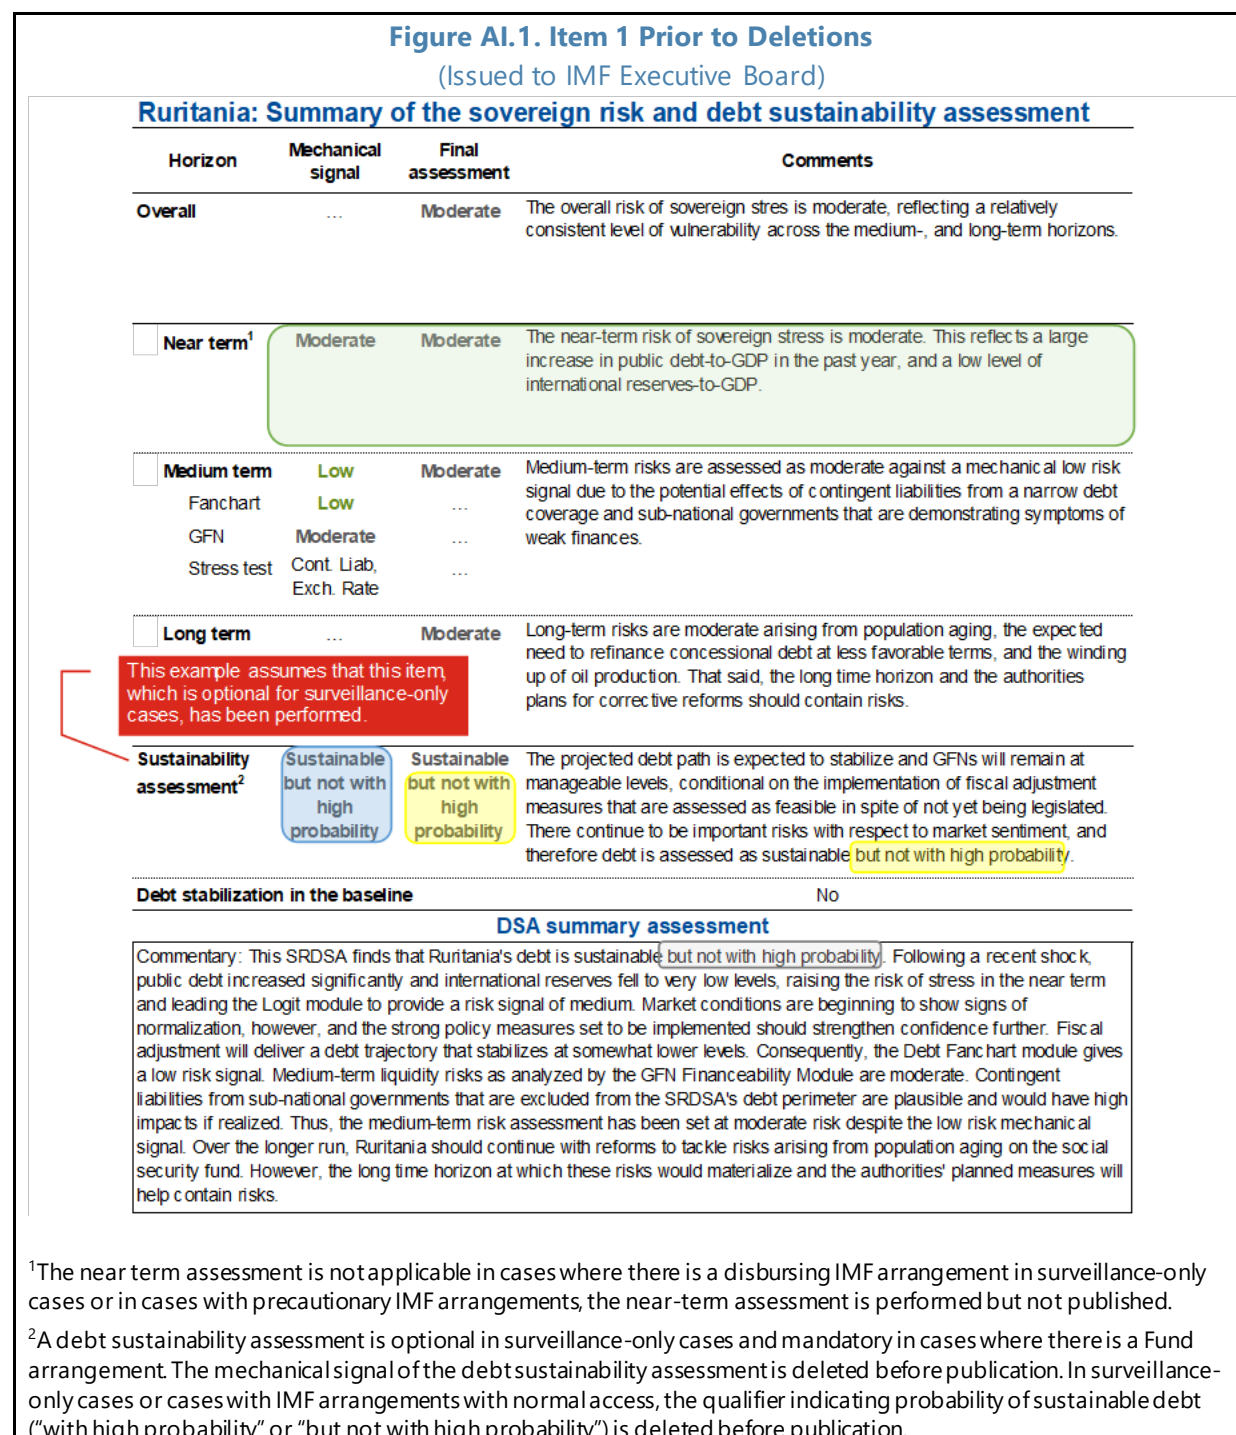 Figure AI.1. Item 1 Prior to Deletions
(Issued to IMF Executive Board)
Ruritania: Summary of the sovereign risk and debt sustainability assessment
Horizon Mechanical signal Final assessment Comments
Overall ... Moderate The overall risk of sovereign stres is moderate, reflecting a relatively
consistent level of vulnerability across the medium-, and long-term horizons.
Near term1 Moderate Moderate The near-term risk of sovereign stress is moderate. This reflects a large
increase in public debt-to-GDP in the past year, and a low level of
international reserves-to-GDP.
Medium term Low Moderate Medium-term risks are assessed as moderate against a mechanical low risk
Fanchart Low ... signal due to the potential effects of contingent liabilities from a narrow debt
coverage and sub-national governments that are demonstrating symptoms of
GFN Moderate ... weak finances.
Stress test Cont. Liab, ...
Exch. Rate
Long term ... Moderate Long-term risks are moderate arising from population aging, the expected
need to refinance concessional debt at less favorable terms, and the winding
up of oil production. That said, the long time horizon and the authorities
plans for corrective reforms should contain risks.
This example assumes that this item,
which is optional for surveillance-only
cases, has been performed.
Sustainability Sustainable Sustainable The projected debt path is expected to stabilize and GFNs will remain at
assessment2 but not with but not with manageable levels, conditional on the implementation of fiscal adjustment
high high measures that are assessed as feasible in spite of not yet being legislated.
probability probability There continue to be important risks with respect to market sentiment, and
therefore debt is assessed as sustainable but not with high probability.
Debt stabilization in the baseline No
DSA summary assessment
Commentary: This SRDSA finds that Ruritania's debt is sustainable but not with high probability. Following a recent shock,
public debt increased significantly and international reserves fell to very low levels, raising the risk of stress in the near term
and leading the Logit module to provide a risk signal of medium. Market conditions are beginning to show signs of
normalization, however, and the strong policy measures set to be implemented should strengthen confidence further. Fiscal
adjustment will deliver a debt trajectory that stabilizes at somewhat lower levels. Consequently, the Debt Fanchart module gives
a low risk signal. Medium-term liquidity risks as analyzed by the GFN Financeability Module are moderate. Contingent
liabilities from sub-national governments that are excluded from the SRDSA's debt perimeter are plausible and would have high
impacts if realized. Thus, the medium-term risk assessment has been set at moderate risk despite the low risk mechanical
signal. Over the longer run, Ruritania should continue with reforms to tackle risks arising from population aging on the social
security fund. However, the long time horizon at which these risks would materialize and the authorities' planned measures will
help contain risks.
1The near term assessment is not applicable in cases where there is a disbursing IMF arrangement in surveillance-only
cases or in cases with precautionary IMF arrangements, the near-term assessment is performed but not published.
2A debt sustainability assessment is optional in surveillance-only cases and mandatory in cases where there is a Fund
arrangement. The mechanical signal of the debt sustainability assessment is deleted before publication. In surveillance-
only cases or cases with IMF arrangements with normal access, the qualifier indicating probability of sustainable debt
("with high probability" or "but not with high probability") is deleted before publication.